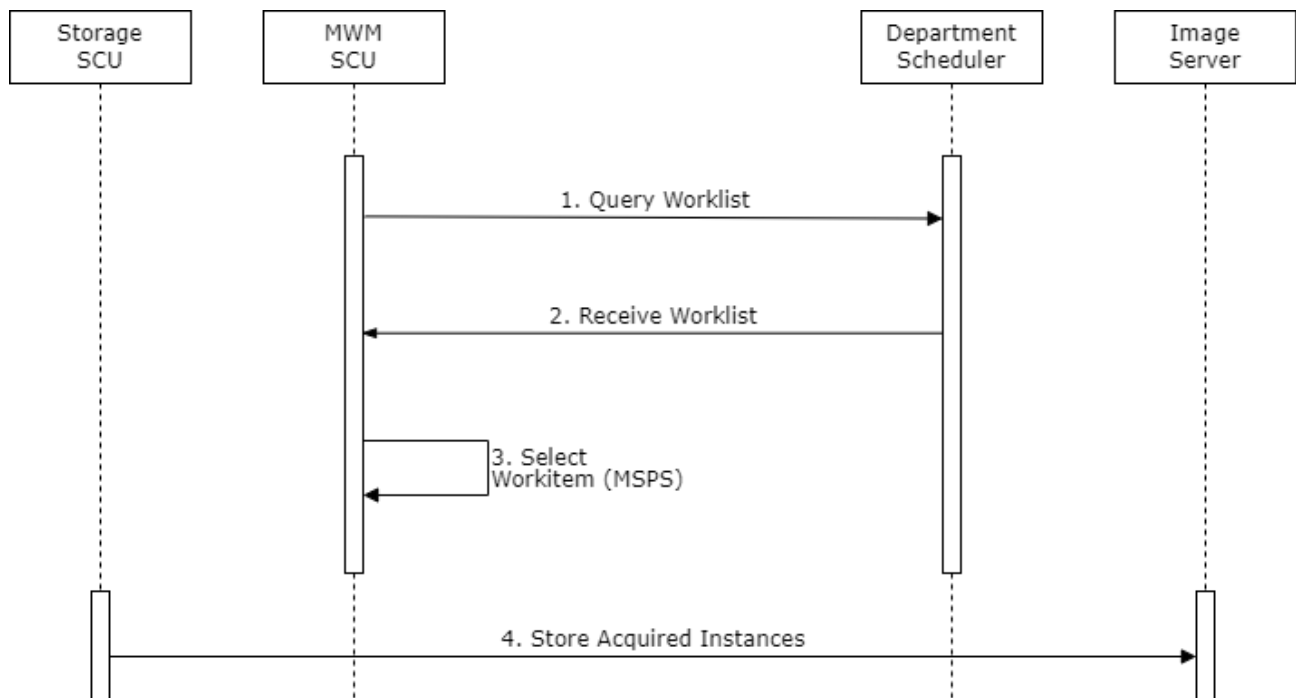 Storage
SCU
MWM
SCU
Department
Scheduler
Image
Server
1. Query Worklist
2. Receive Worklist
3. Select
Workitem (MSPS)
4. Store Acquired Instances